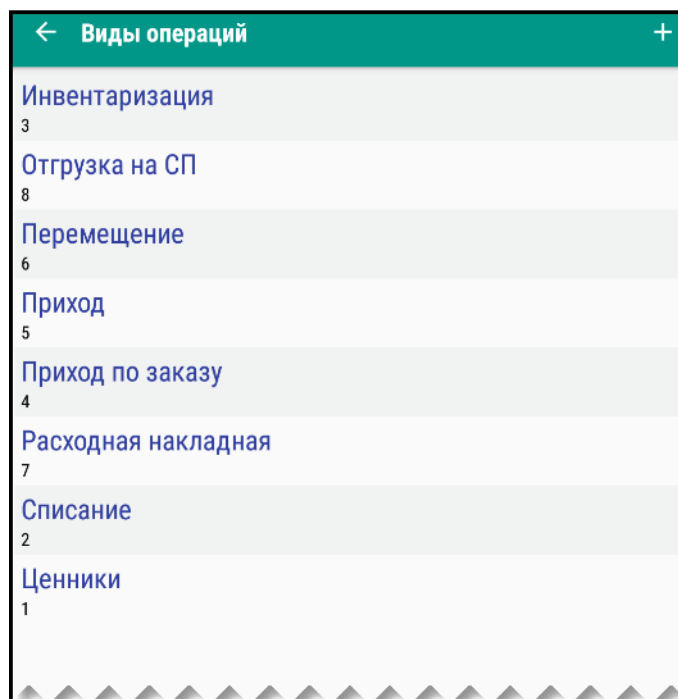 Виды операций
Инвентаризация
3
Отгрузка на СП
8
Перемещение
6
Приход
5
Приход по заказу
4
Расходная накладная
7
Списание
2
Ценники
1